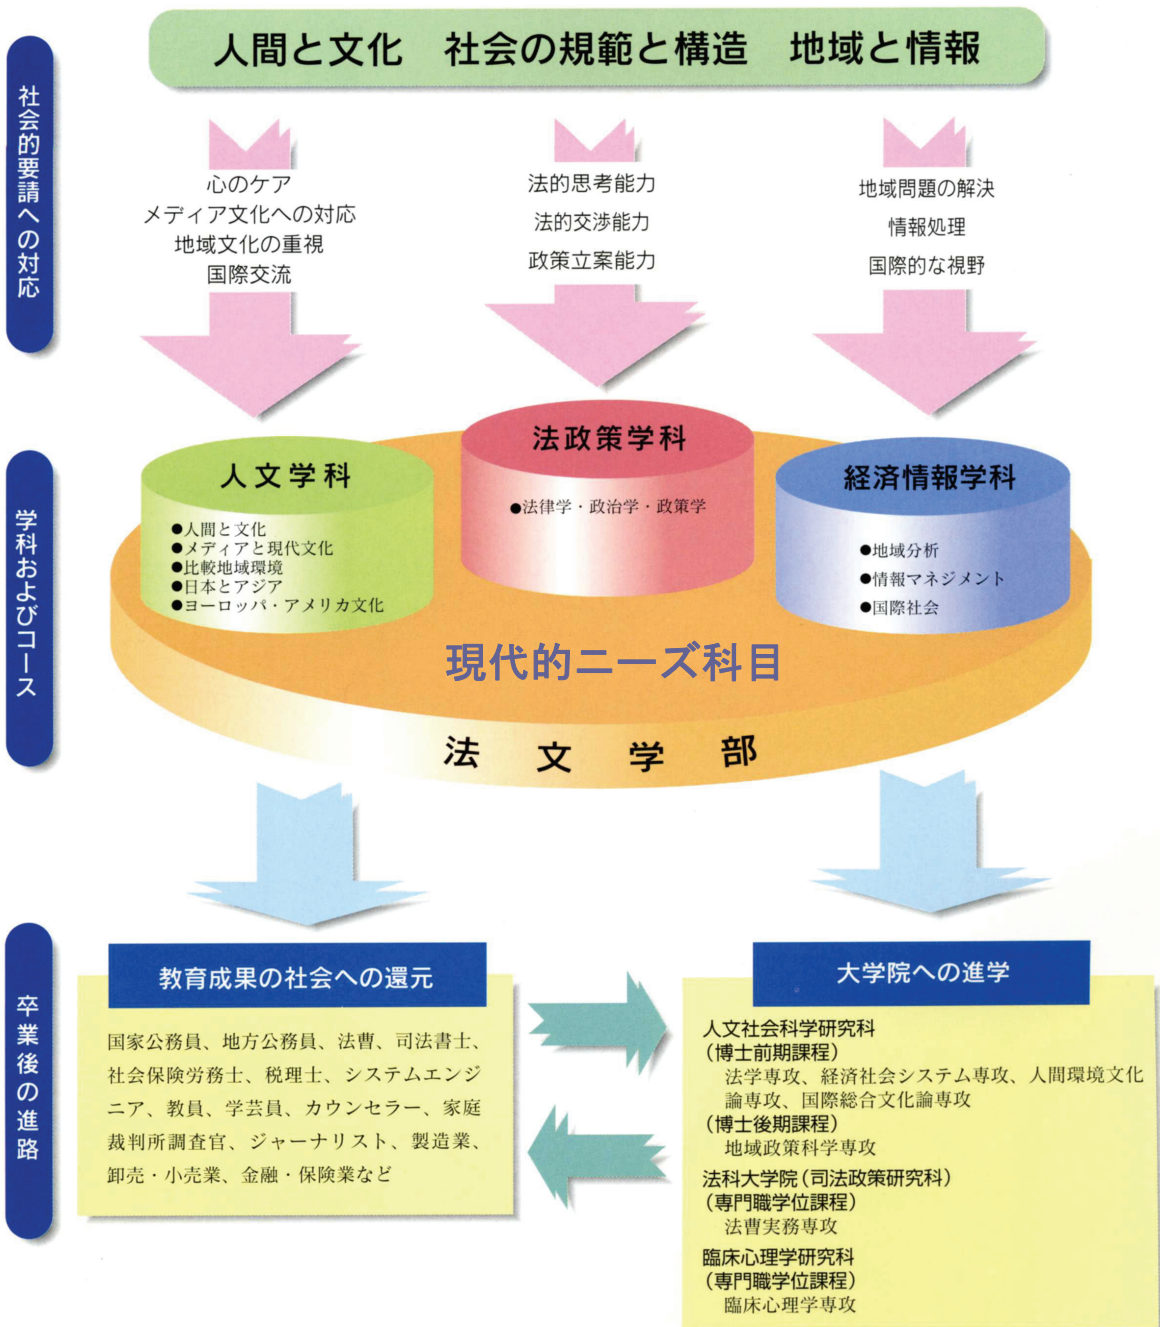 人間と文化 社会の規範と構造 地域と情報
社会的要請への対応
心のケア
メディア文化への対応
地域文化の重視
国際交流
法的思考能力
法的交渉能力
政策立案能力
地域問題の解決
情報処理
国際的な視野
学科およびコース
人文学科
●人間と文化
●メディアと現代文化
●比較地域環境
●日本とアジア
●ヨーロッパ・アメリカ文化
法政策学科
●法律学・政治学・政策学
経済情報学科
●地域分析
●情報マネジメント
●国際社会
現代的ニーズ科目
法文学部
卒業後の進路
教育成果の社会への還元
国家公務員、地方公務員、法曹、司法書士、
社会保険労務士、税理士、システムエンジ
ニア、教員、学芸員、カウンセラー、家庭
裁判所調査官、ジャーナリスト、製造業、
卸売・小売業、金融・保険業など
大学院への進学
人文社会科学研究科
(博士前期課程)
法学専攻、経済社会システム専攻、人間環境文化
論専攻、国際総合文化論専攻
(博士後期課程)
地域政策科学専攻
法科大学院(司法政策研究科)
(専門職学位課程)
法曹実務専攻
臨床心理学研究科
(専門職学位課程)
臨床心理学専攻